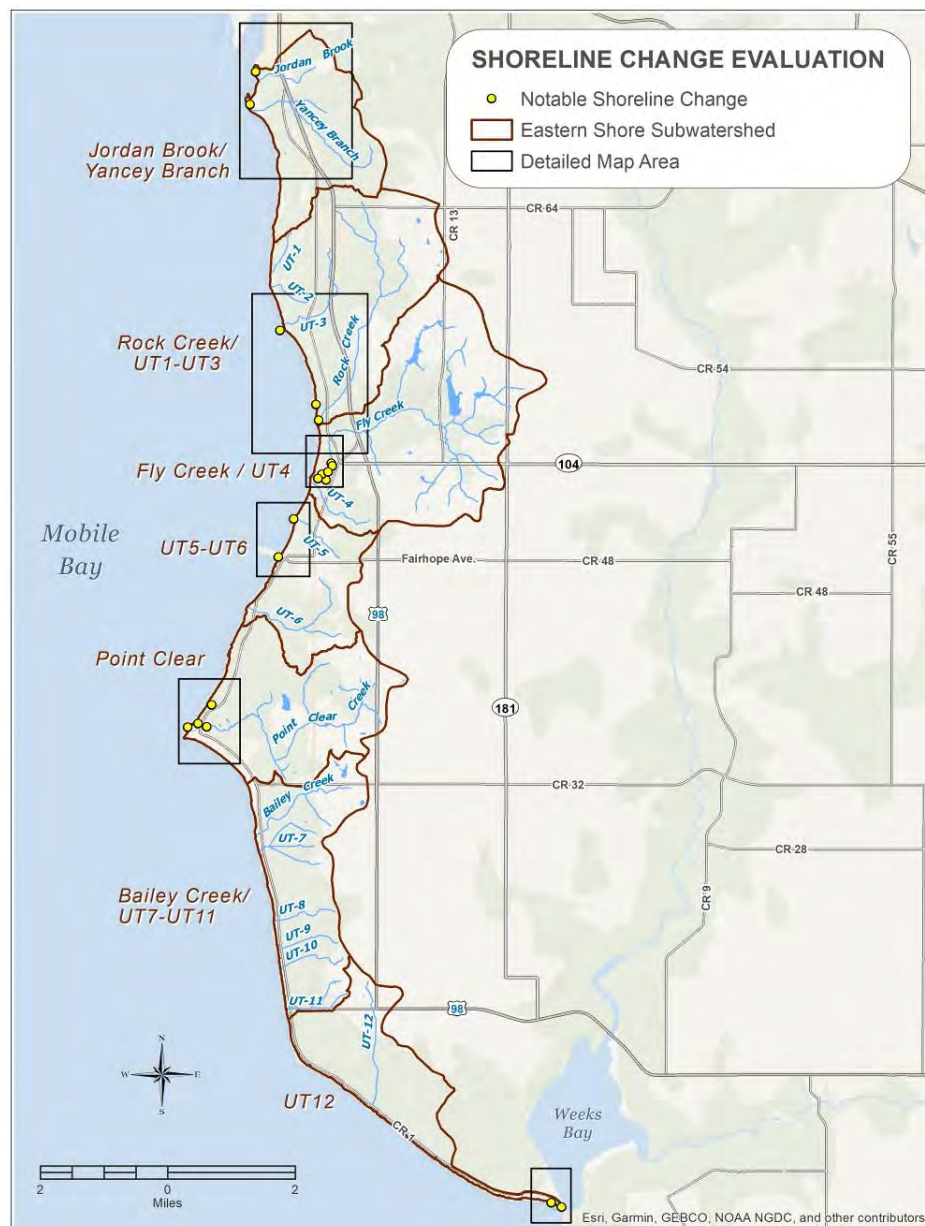 SHORELINE CHANGE EVALUATION
Notable Shoreline Change
Eastern Shore Subwatershed
Detailed Map Area
Jordan Brook
Yancey Branch
Jordan Brook/
Yancey Branch
CR 64
CR 13
UT-1
UT-2
UT-3
Rock Creek
Rock Creek/
UT1-UT3
CR 54
Fly Creek
Fly Creek / UT4
104
UT-4
Mobile
Bay
UT5-UT6
UT-5
Fairhope Ave.
CR 48
CR 55
CR 48
UT-6
98
Point Clear
Point Clear Creek
181
CR 32
Bailey Creek
UT-7
CR 28
CR 9
Bailey Creek/
UT7-UT11
UT-8
UT-9
UT-10
UT-11
98
UT-12
N
W
E
S
UT12
CR 1
Weeks
Bay
2
0
2
Miles
Esri, Garmin, GEBCO, NOAA NGDC, and other contributors